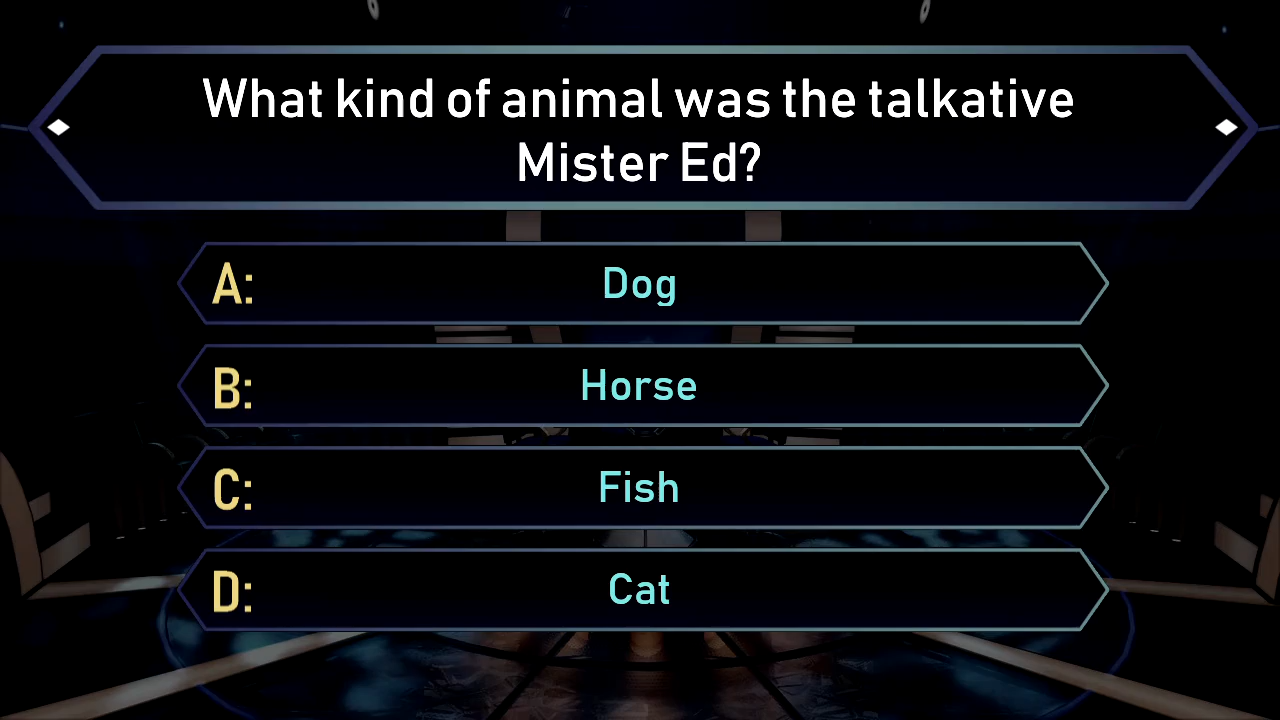 What kind of animal was the talkative
Mister Ed?
A: Dog
B: Horse
C: Fish
D: Cat